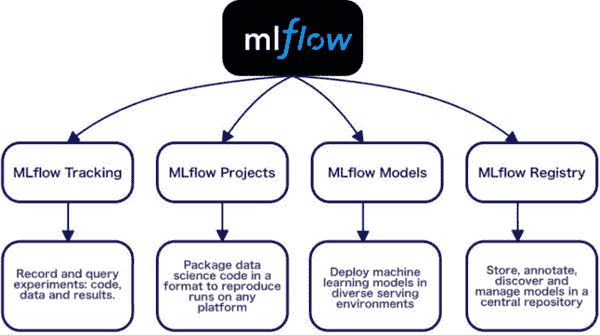 mlflow
MLflow Tracking
MLflow Projects
MLflow Models
MLflow Registry
Record and query
experiments: code,
data and results.
Package data
science code in a
format to reproduce
runs on any
platform
Deploy machine
learning models in
diverse serving
environments
Store, annotate,
discover and
manage models in a
central repository